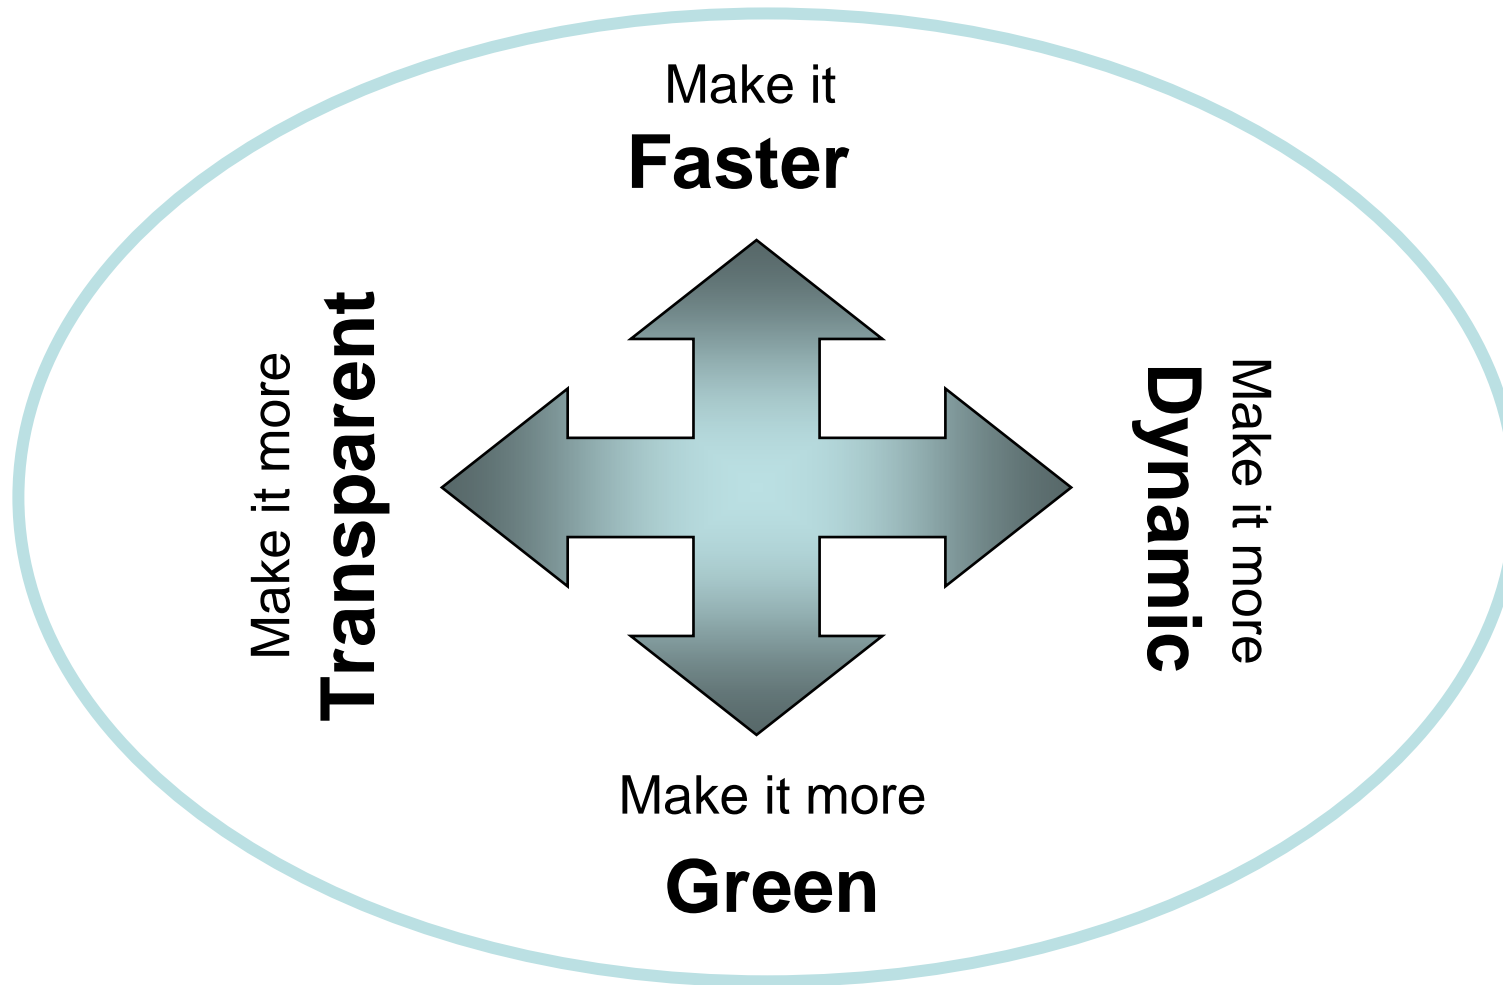 Make it
Faster
Make it more
Transparent
Make it more
Dynamic
Make it more
Green